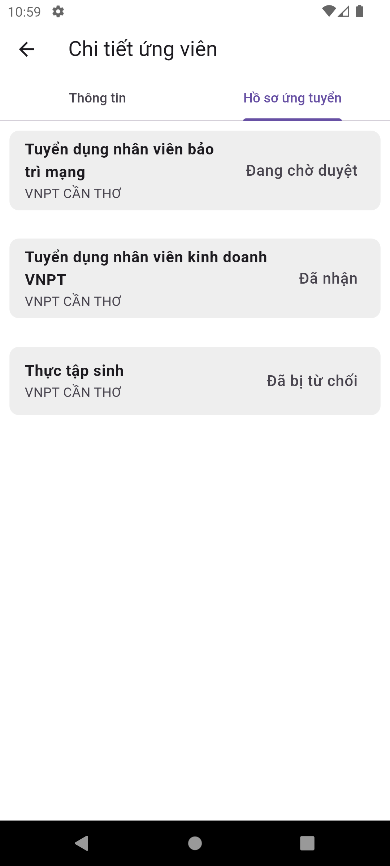 10:59
Chi tiết ứng viên
Thông tin
Hồ sơ ứng tuyển
Tuyển dụng nhân viên bảo
trì mạng
VNPT CẦN THƠ
Đang chờ duyệt
Tuyển dụng nhân viên kinh doanh
VNPT
VNPT CẦN THƠ
Đã nhận
Thực tập sinh
VNPT CẦN THƠ
Đã bị từ chối